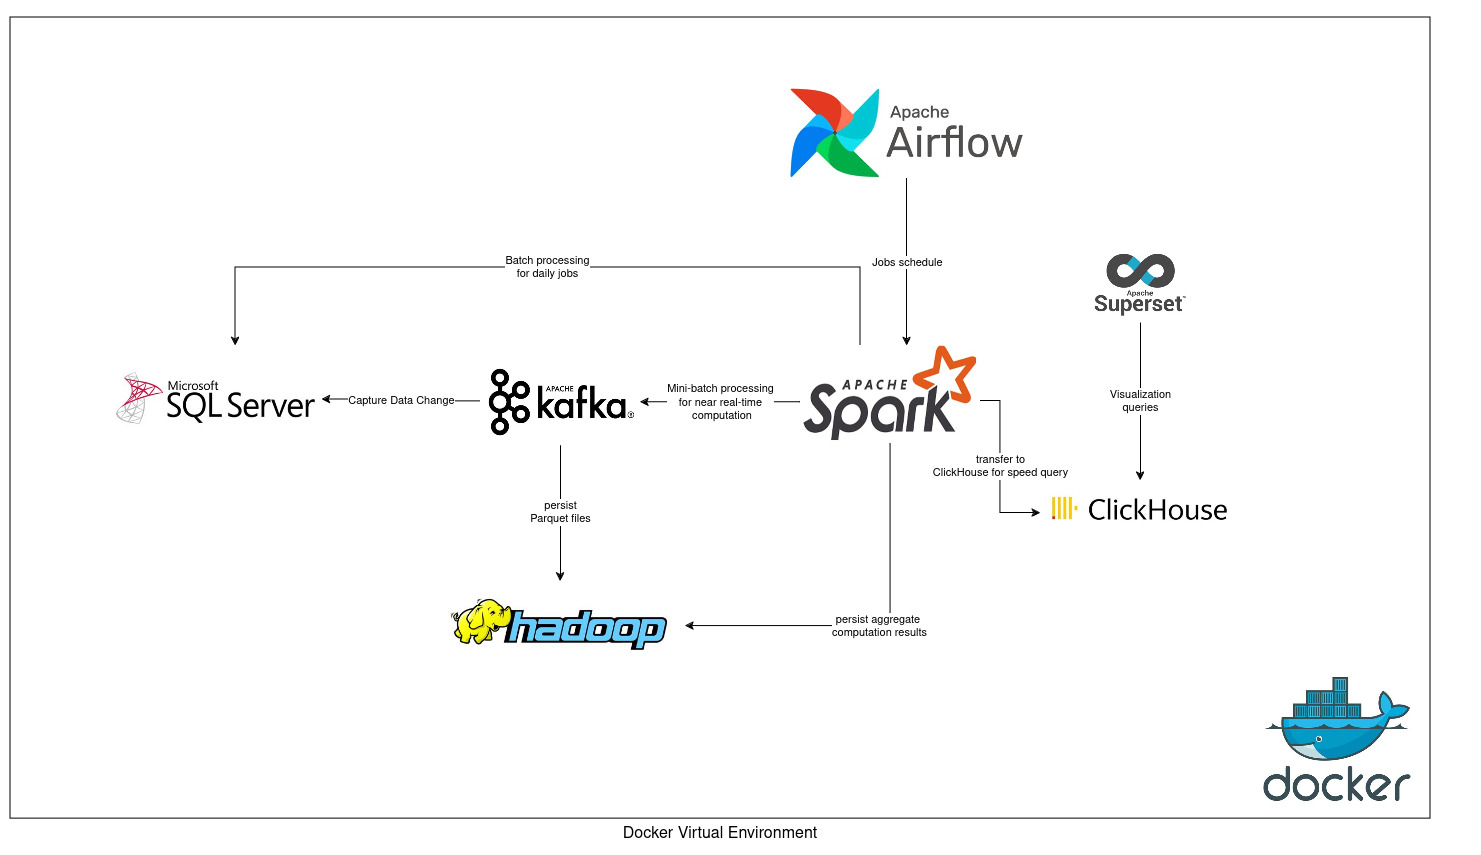 Apache
Airflow
Jobs schedule
Batch processing
for daily jobs
Apache
Superset™
Microsoft
SQL Server
Capture Data Change
APACHE
kafka®
Mini-batch processing
for near real-time
computation
APACHE
Spark
Visualization
queries
transfer to
ClickHouse for speed query
ClickHouse
persist
Parquet files
hadoop
persist aggregate
computation results
docker
Docker Virtual Environment